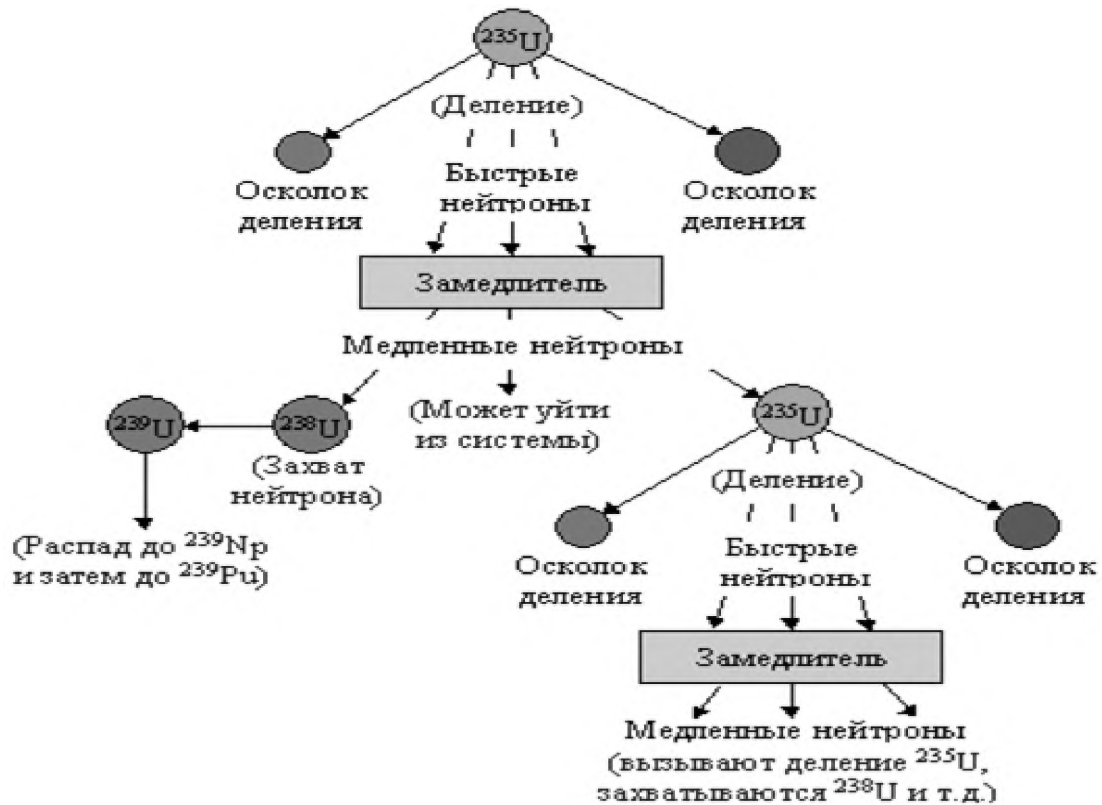 ²³⁵U
(Деление)
Быстрые
нейтроны
Осколок
деления
Осколок
деления
Замедлитель
Медленные нейтроны
²³⁹U
²³⁸U
(Захват
нейтрона)
(Распад до ²³⁹Np
и затем до ²³⁹Pu)
(Может уйти
из системы)
²³⁵U
(Деление)
Быстрые
нейтроны
Осколок
деления
Осколок
деления
Замедлитель
Медленные нейтроны
(вызывают деление ²³⁵U,
захватываются ²³⁸U и т.д.)